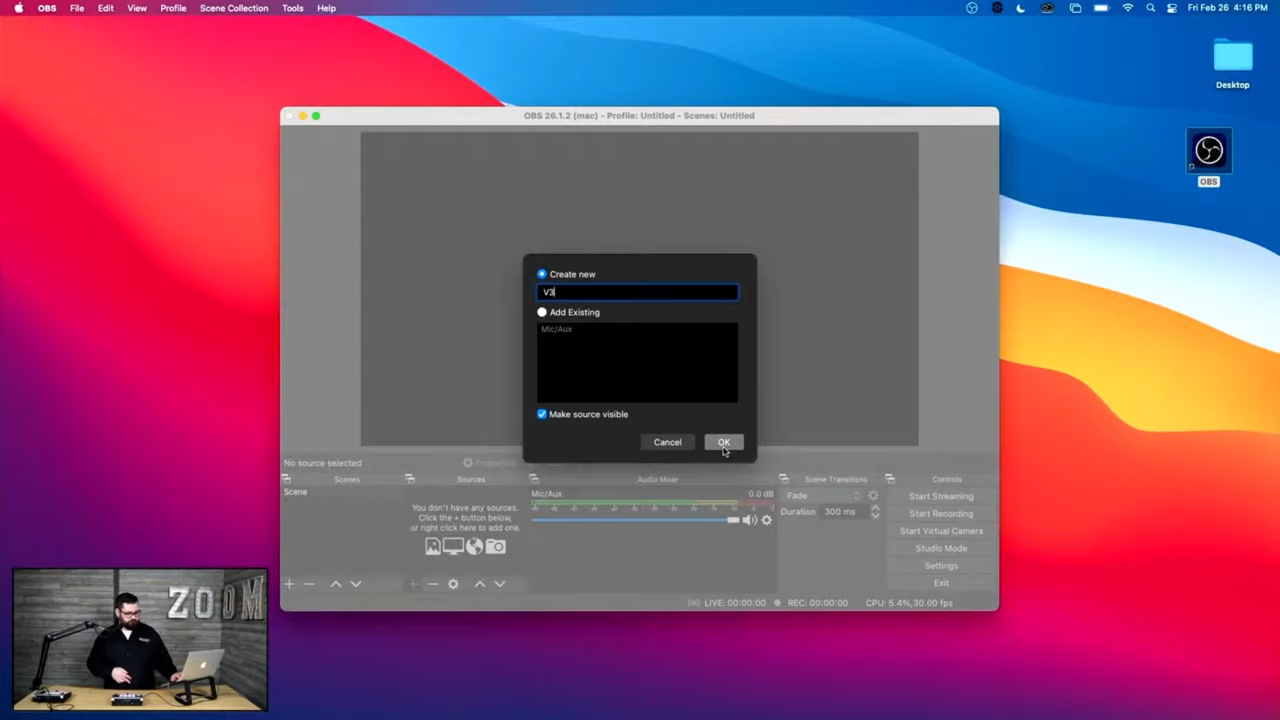 OBS File Edit View Profile Scene Collection Tools Help Fri Feb 26 4:16 PM
Desktop
OBS
OBS 26.1.2 (mac) - Profile: Untitled - Scenes: Untitled
Create new
V3
Add Existing
Mic/Aux
Make source visible
Cancel OK
No source selected Properties
Scenes Sources Audio Mixer Scene Transitions Controls
Scene
You don't have any sources.
Click the + button below,
or right click here to add one.
Mic/Aux 0.0 dB
Fade
Duration 300 ms
Start Streaming
Start Recording
Start Virtual Camera
Studio Mode
Settings
Exit
LIVE: 00:00:00 REC: 00:00:00 CPU: 5.4%,30.00 fps
ZOOM